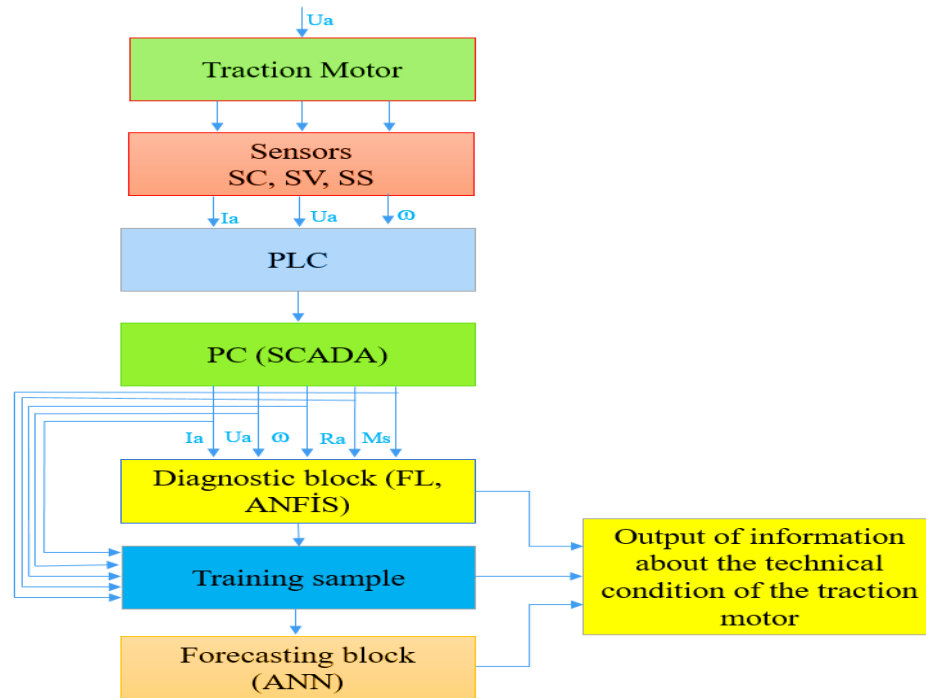 Ua
Traction Motor
Sensors
SC, SV, SS
Ia Ua ω
PLC
PC (SCADA)
Ia Ua ω Ra Ms
Diagnostic block (FL,
ANFİS)
Training sample
Forecasting block
(ANN)
Output of information
about the technical
condition of the traction
motor